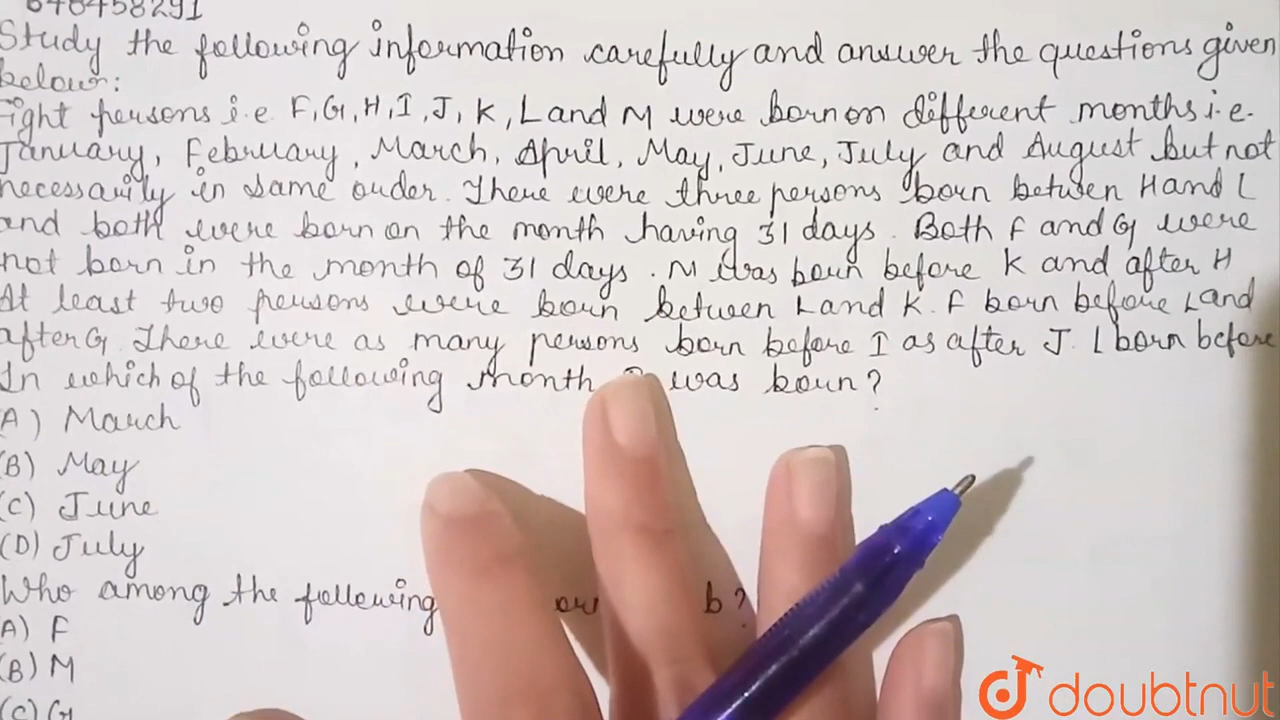 648458291
Study the following information carefully and answer the questions given
below:
Eight persons i.e F, G, H, I, J, K, L and M were born on different months i.e.
January, February, March, April, May, June, July and August but not
necessarily in same order. There were three persons born between H and L
and both were born on the month having 31 days. Both F and G were
not born in the month of 31 days. M was born before K and after H
At least two persons were born between L and K. F born before L and
after G. There were as many persons born before I as after J. L born before
In which of the following month was born?
(A) March
(B) May
(C) June
(D) July
Who among the following b?
A) F
(B) M
(C) G
doubtnut